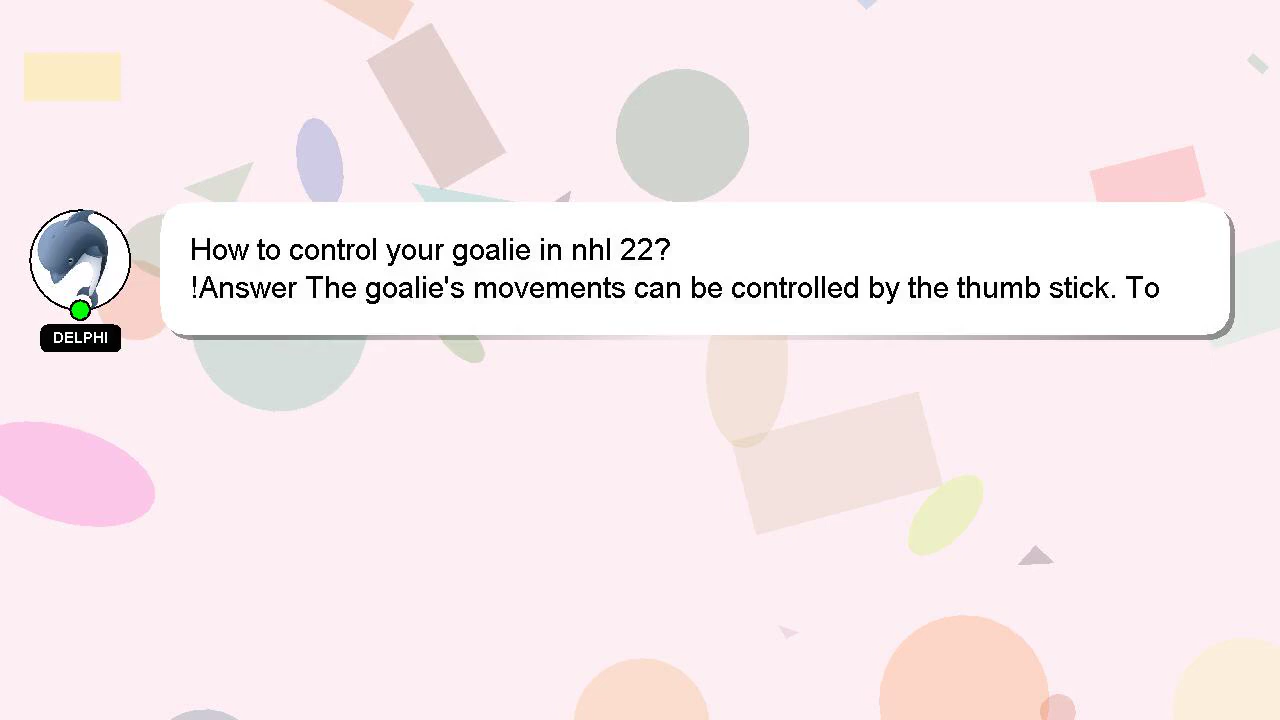 How to control your goalie in nhl 22?
!Answer The goalie's movements can be controlled by the thumb stick. To
DELPHI